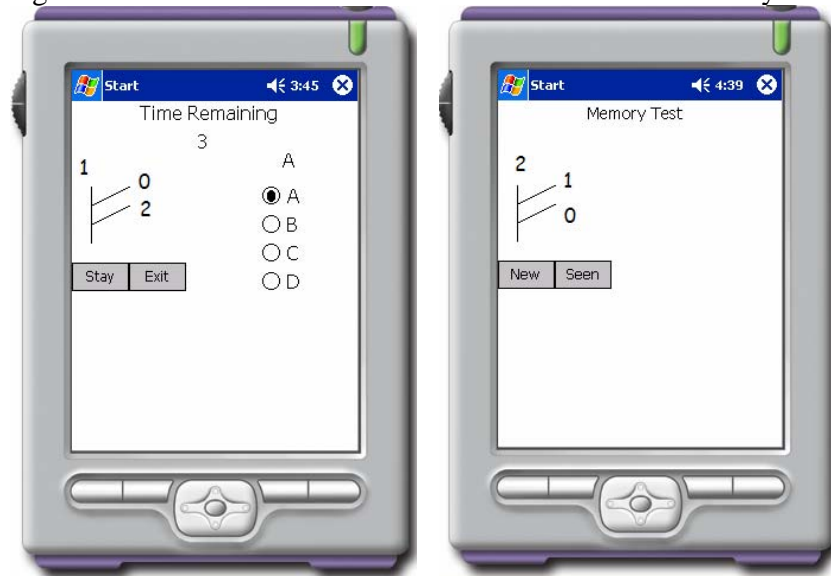 Start 3:45
Time Remaining
3
A
1
0
2
A
B
C
D
Stay Exit
Start 4:39
Memory Test
2
1
0
New Seen